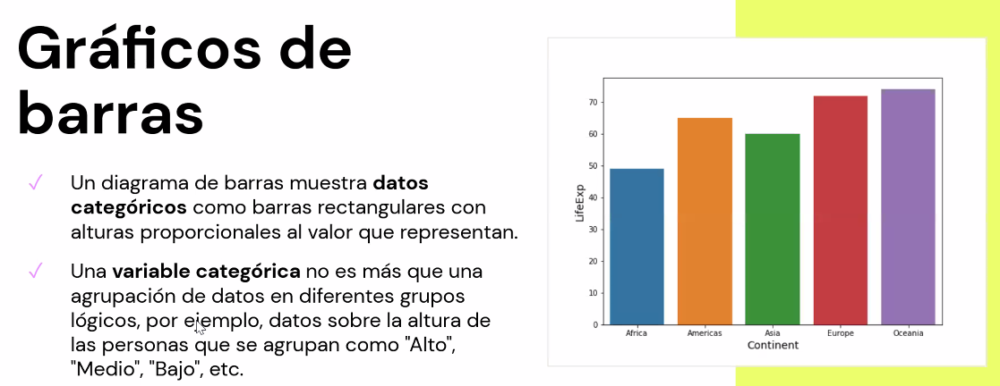 Gráficos de
barras
✓ Un diagrama de barras muestra datos
categóricos como barras rectangulares con
alturas proporcionales al valor que representan.
✓ Una variable categórica no es más que una
agrupación de datos en diferentes grupos
lógicos, por ejemplo, datos sobre la altura de
las personas que se agrupan como "Alto",
"Medio", "Bajo", etc.
70
60
50
40
30
20
10
0
LifeExp
Africa Americas Asia Europe Oceania
Continent